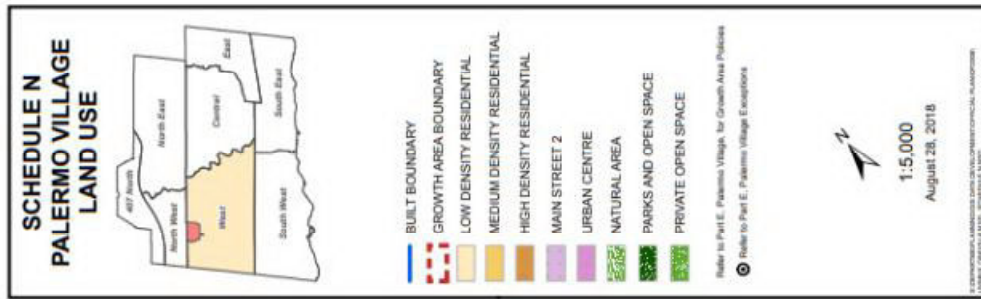 SCHEDULE N
PALERMO VILLAGE
LAND USE
407 North
North East
North West
East
Central
West
South East
South West
BUILT BOUNDARY
GROWTH AREA BOUNDARY
LOW DENSITY RESIDENTIAL
MEDIUM DENSITY RESIDENTIAL
HIGH DENSITY RESIDENTIAL
MAIN STREET 2
URBAN CENTRE
NATURAL AREA
PARKS AND OPEN SPACE
PRIVATE OPEN SPACE
Refer to Part E, Palermo Village, for Growth Area Policies
Refer to Part E, Palermo Village Exceptions
N
1:5,000
August 28, 2018